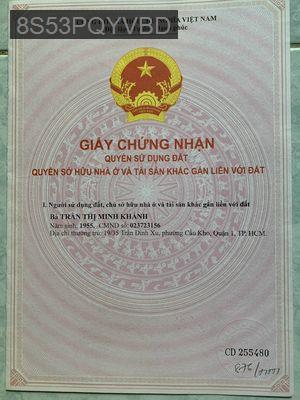 8S53PQXYVBD
NGHĨA VIỆT NAM
phúc
GIẤY CHỨNG NHẬN
QUYỀN SỬ DỤNG ĐẤT
QUYỀN SỞ HỮU NHÀ Ở VÀ TÀI SẢN KHÁC GẮN LIỀN VỚI ĐẤT
I. Người sử dụng đất, chủ sở hữu nhà ở và tài sản khác gắn liền với đất
Bà TRẦN THỊ MINH KHÁNH
Năm sinh: 1955, CMND số: 023723156
Địa chỉ thường trú: 19/35 Trần Đình Xu, phường Cầu Kho, Quận 1, TP. HCM.
CD 255480